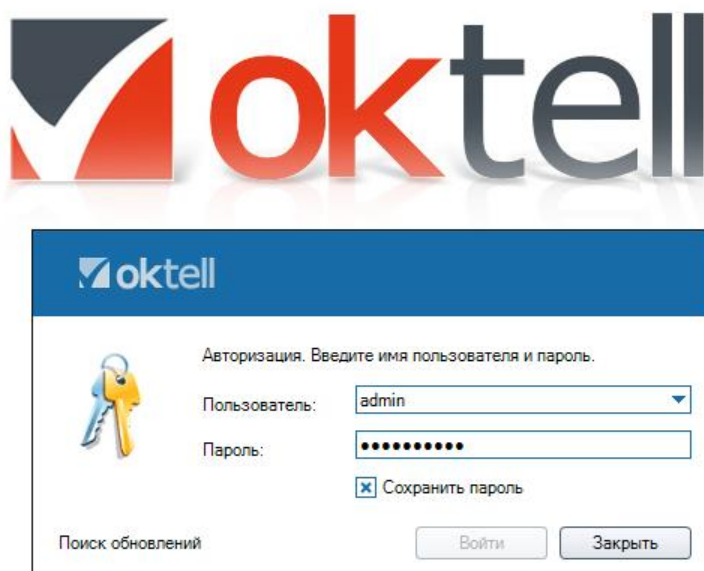 oktell
oktell
Авторизация. Введите имя пользователя и пароль.
Пользователь: admin
Пароль: ●●●●●●●●●●
Сохранить пароль
Поиск обновлений Войти Закрыть